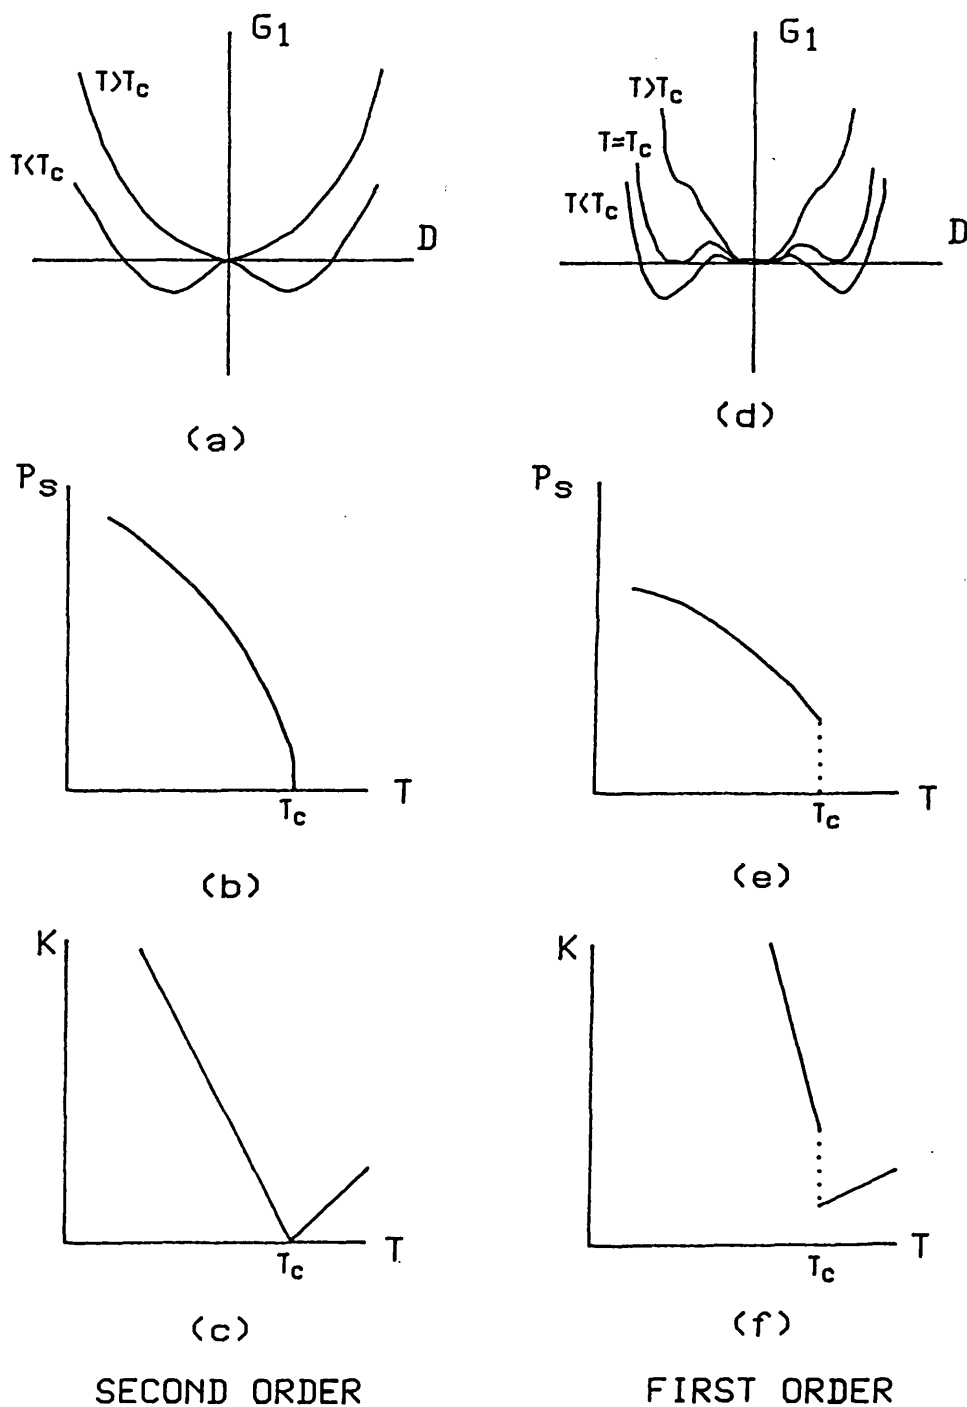 G1
T>Tc
T<Tc
D
(a)
G1
T>Tc
T≃Tc
T<Tc
D
(d)
Ps
T
Tc
(b)
Ps
T
Tc
(e)
K
T
Tc
(c)
K
T
Tc
(f)
SECOND ORDER
FIRST ORDER